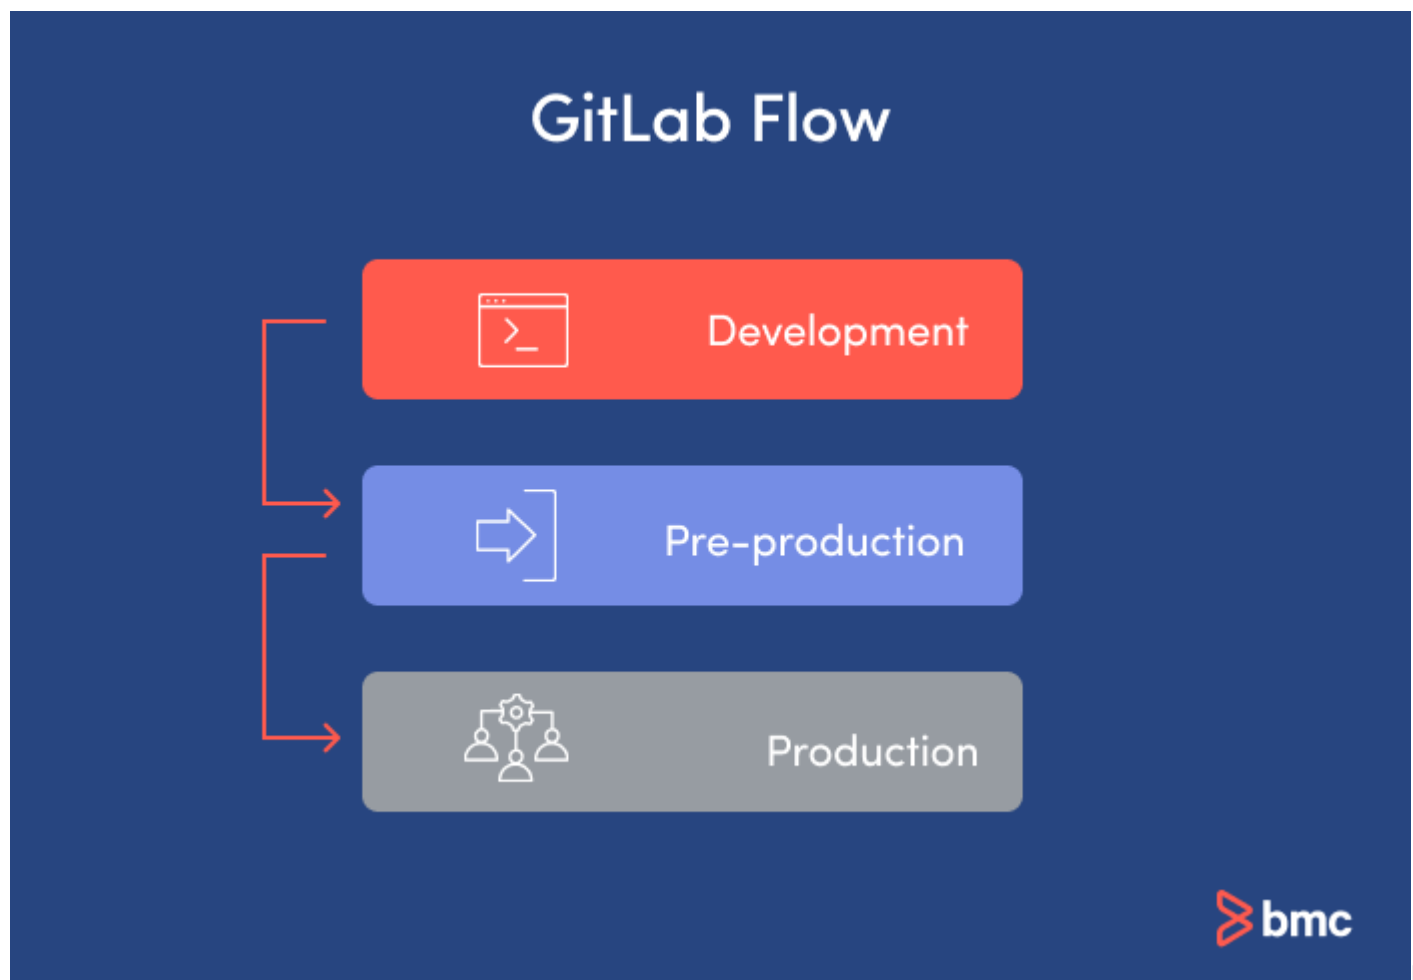 GitLab Flow
Development
Pre-production
Production
bmc